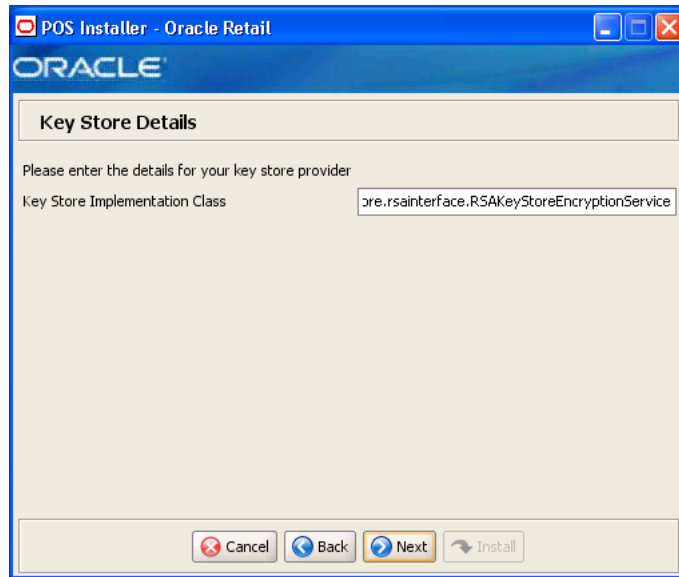 POS Installer - Oracle Retail
ORACLE
Key Store Details
Please enter the details for your key store provider
Key Store Implementation Class
ore.rsainterface.RSAKeyStoreEncryptionService
Cancel
Back
Next
Install